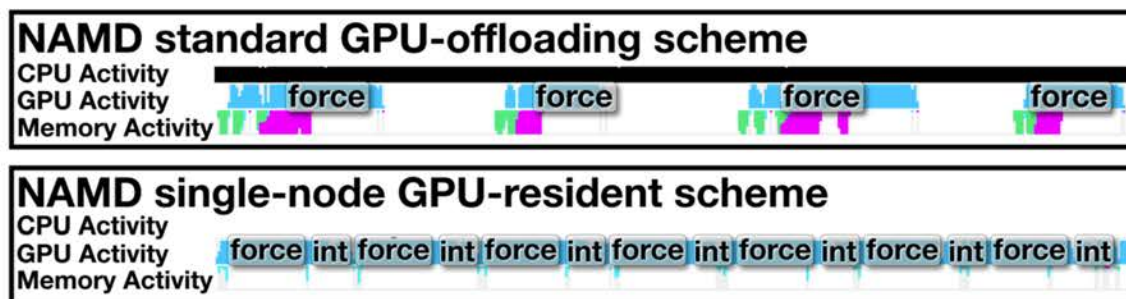 NAMD standard GPU-offloading scheme
CPU Activity
GPU Activity force force force force
Memory Activity
NAMD single-node GPU-resident scheme
CPU Activity
GPU Activity force int force int force int force int force int force int force int
Memory Activity